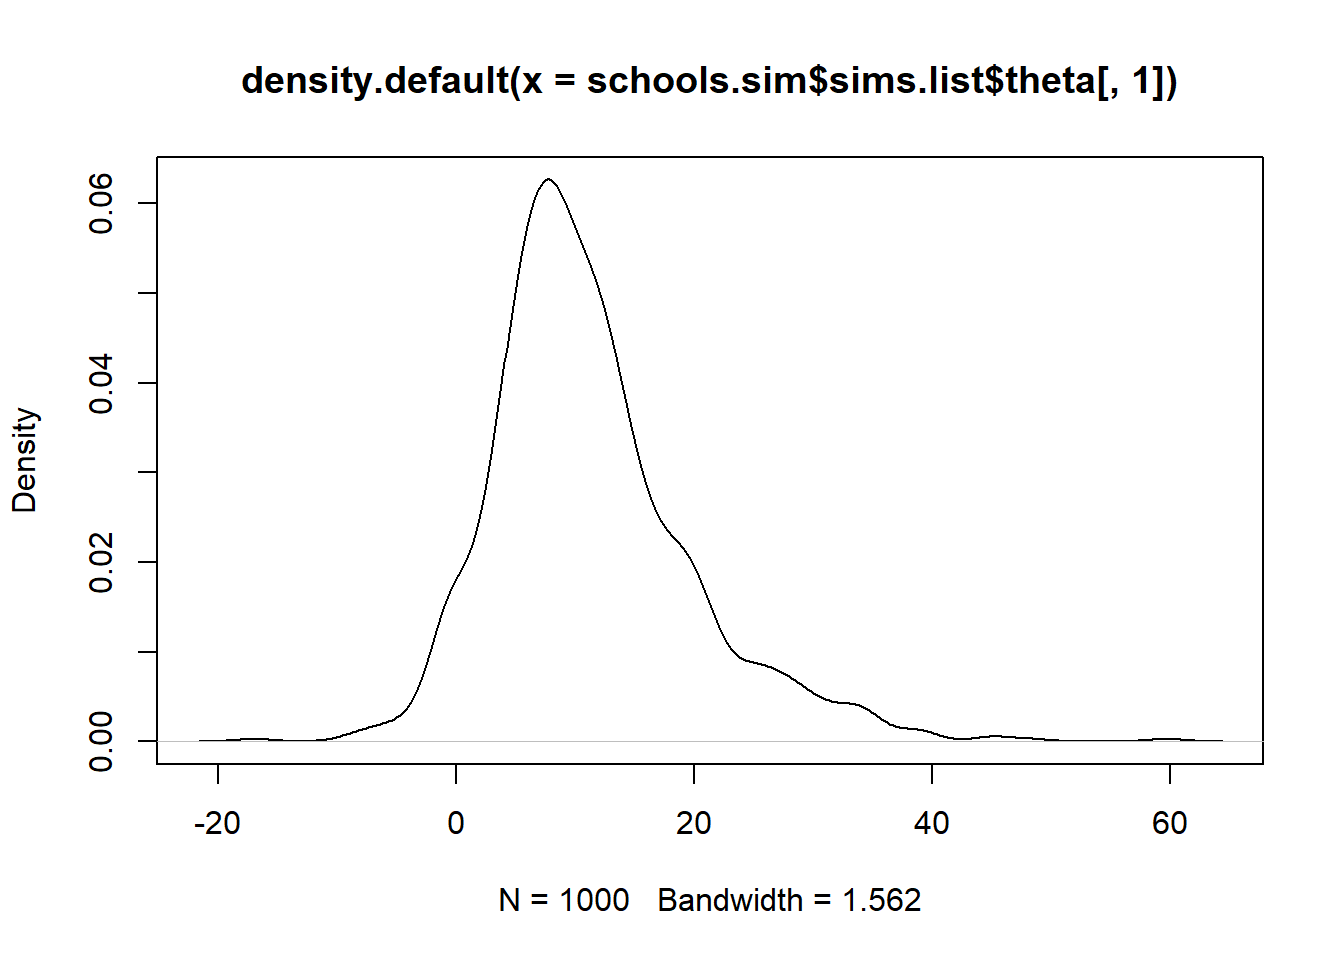 density.default(x = schools.sim$sims.list$theta[, 1])
Density
0.06
0.04
0.02
0.00
-20 0 20 40 60
N = 1000   Bandwidth = 1.562